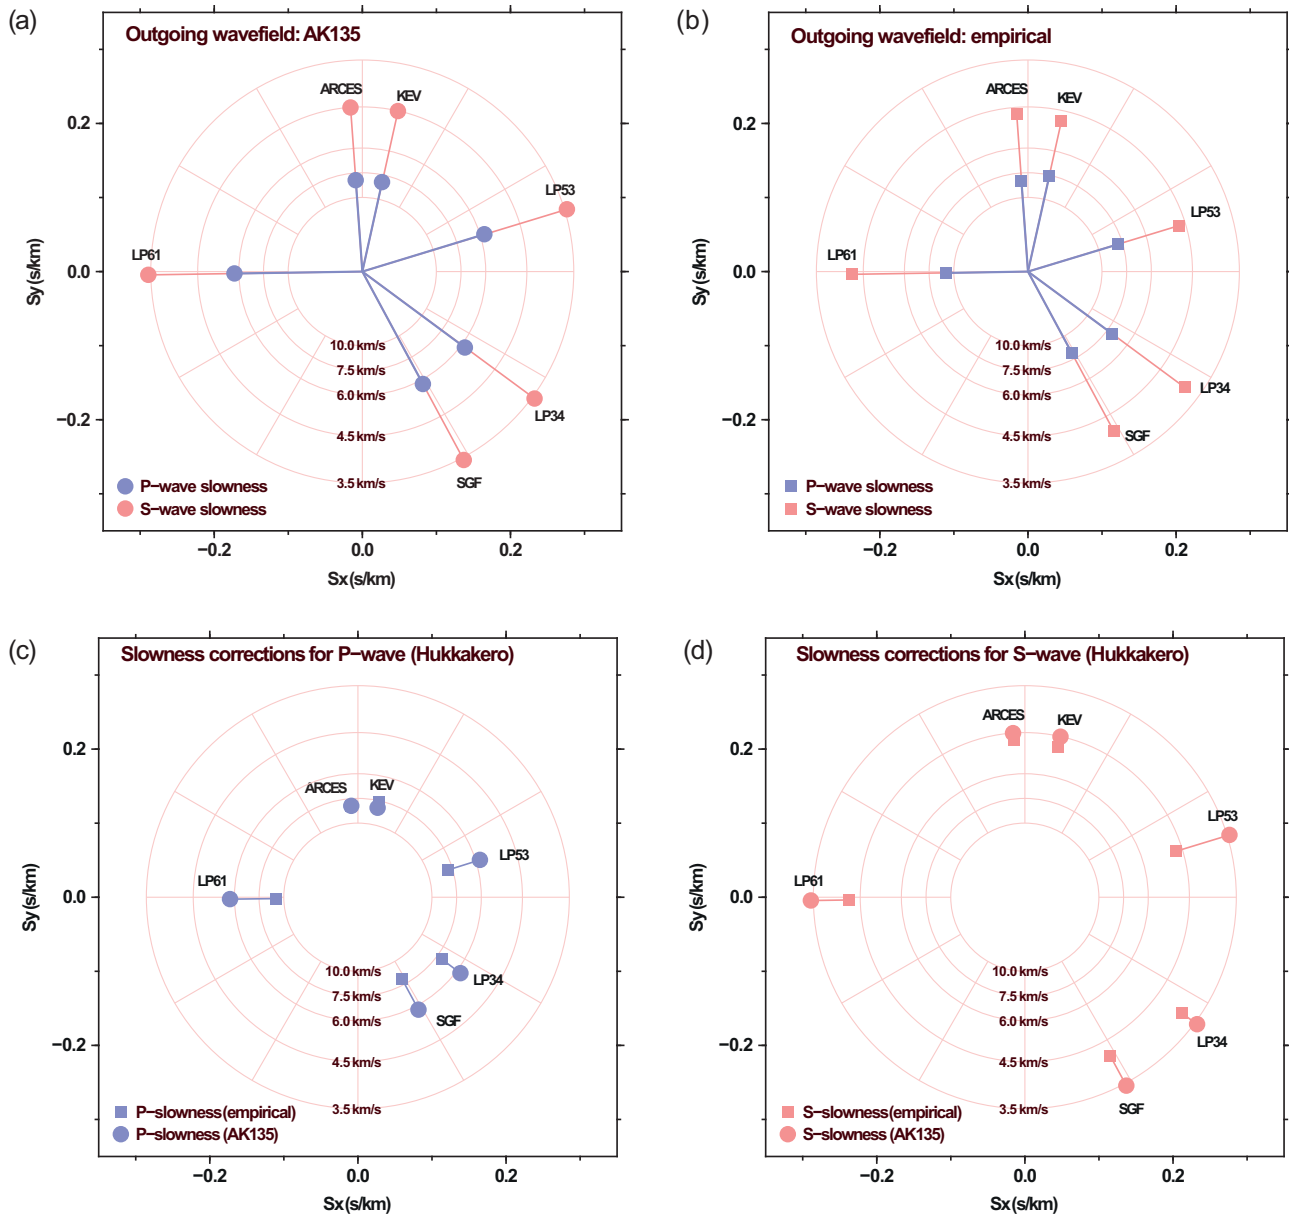 (a)
Outgoing wavefield: AK135
ARCES
KEV
LP53
LP61
LP34
SGF
10.0 km/s
7.5 km/s
6.0 km/s
4.5 km/s
3.5 km/s
P−wave slowness
S−wave slowness
0.2
0.0
−0.2
Sy (s/km)
−0.2
0.0
0.2
Sx (s/km)
(b)
Outgoing wavefield: empirical
ARCES
KEV
LP53
LP61
LP34
SGF
10.0 km/s
7.5 km/s
6.0 km/s
4.5 km/s
3.5 km/s
P−wave slowness
S−wave slowness
0.2
0.0
−0.2
Sy (s/km)
−0.2
0.0
0.2
Sx (s/km)
(c)
Slowness corrections for P−wave (Hukkakero)
ARCES
KEV
LP53
LP61
LP34
SGF
10.0 km/s
7.5 km/s
6.0 km/s
4.5 km/s
3.5 km/s
P−slowness (empirical)
P−slowness (AK135)
0.2
0.0
−0.2
Sy (s/km)
−0.2
0.0
0.2
Sx (s/km)
(d)
Slowness corrections for S−wave (Hukkakero)
ARCES
KEV
LP53
LP61
LP34
SGF
10.0 km/s
7.5 km/s
6.0 km/s
4.5 km/s
3.5 km/s
S−slowness (empirical)
S−slowness (AK135)
0.2
0.0
−0.2
Sy (s/km)
−0.2
0.0
0.2
Sx (s/km)